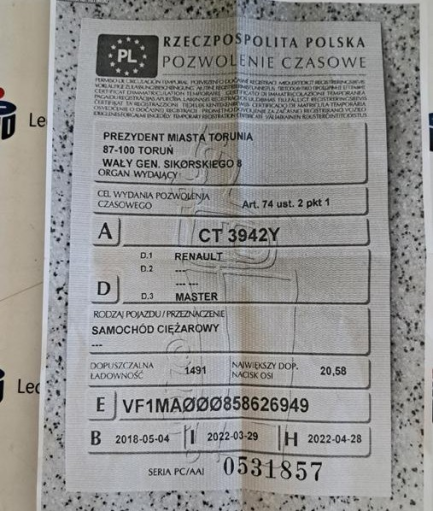 PL
RZECZPOSPOLITA POLSKA
POZWOLENIE CZASOWE
PREZYDENT MIASTA TORUNIA
87-100 TORUŃ
WAŁY GEN. SIKORSKIEGO 8
ORGAN WYDAJĄCY
CEL WYDANIA POZWOLENIA
CZASOWEGO
Art. 74 ust. 2 pkt 1
A CT 3942Y
D.1 RENAULT
D.2 ---
--- ---
D
D.3 MASTER
RODZAJ POJAZDU / PRZEZNACZENIE
SAMOCHÓD CIĘŻAROWY
---
DOPUSZCZALNA
ŁADOWNOŚĆ 1491
NAJWIĘKSZY DOP.
NACISK OSI 20,58
E VF1MAØØØ858626949
B 2018-05-04 I 2022-03-29 H 2022-04-28
SERIA PC/AAI 0531857
Le
Lec